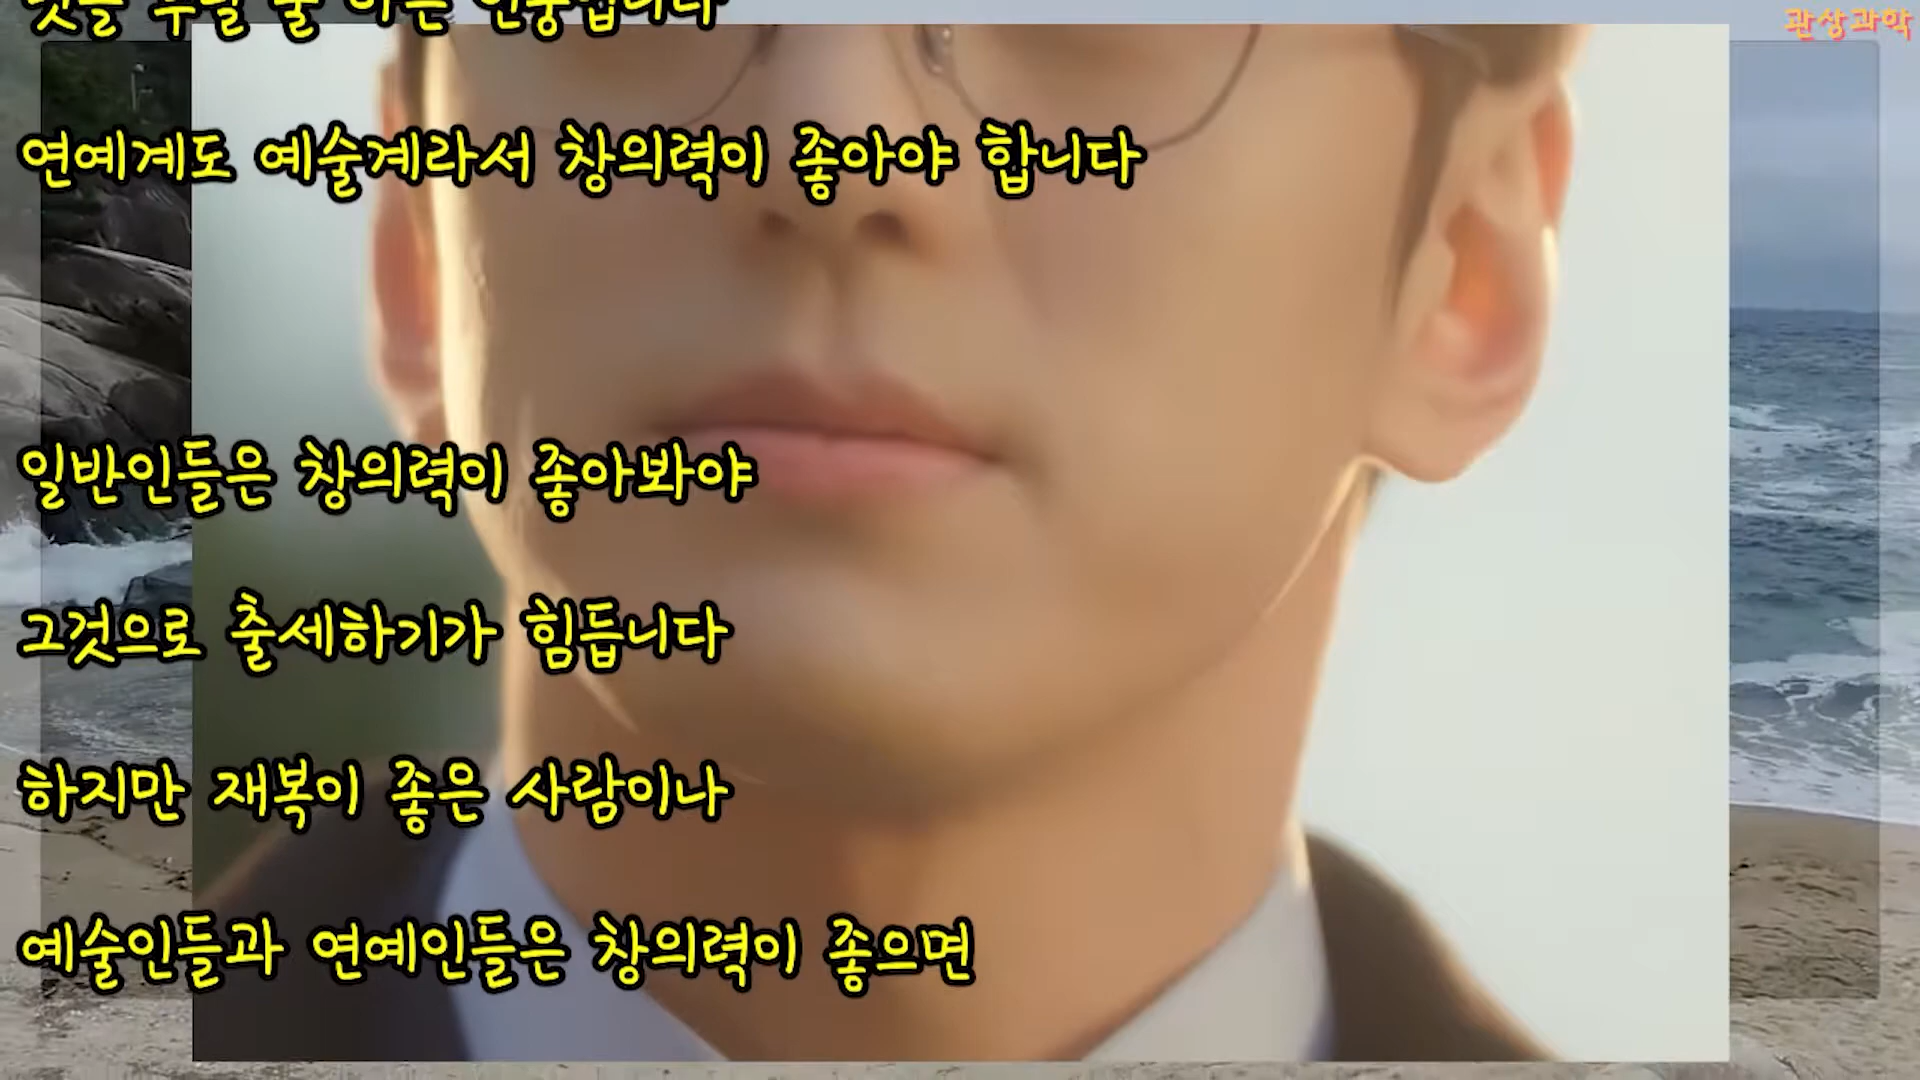 관상과학
연예계도 예술계라서 창의력이 좋아야 합니다
일반인들은 창의력이 좋아봐야
그것으로 출세하기가 힘듭니다
하지만 재복이 좋은 사람이나
예술인들과 연예인들은 창의력이 좋으면